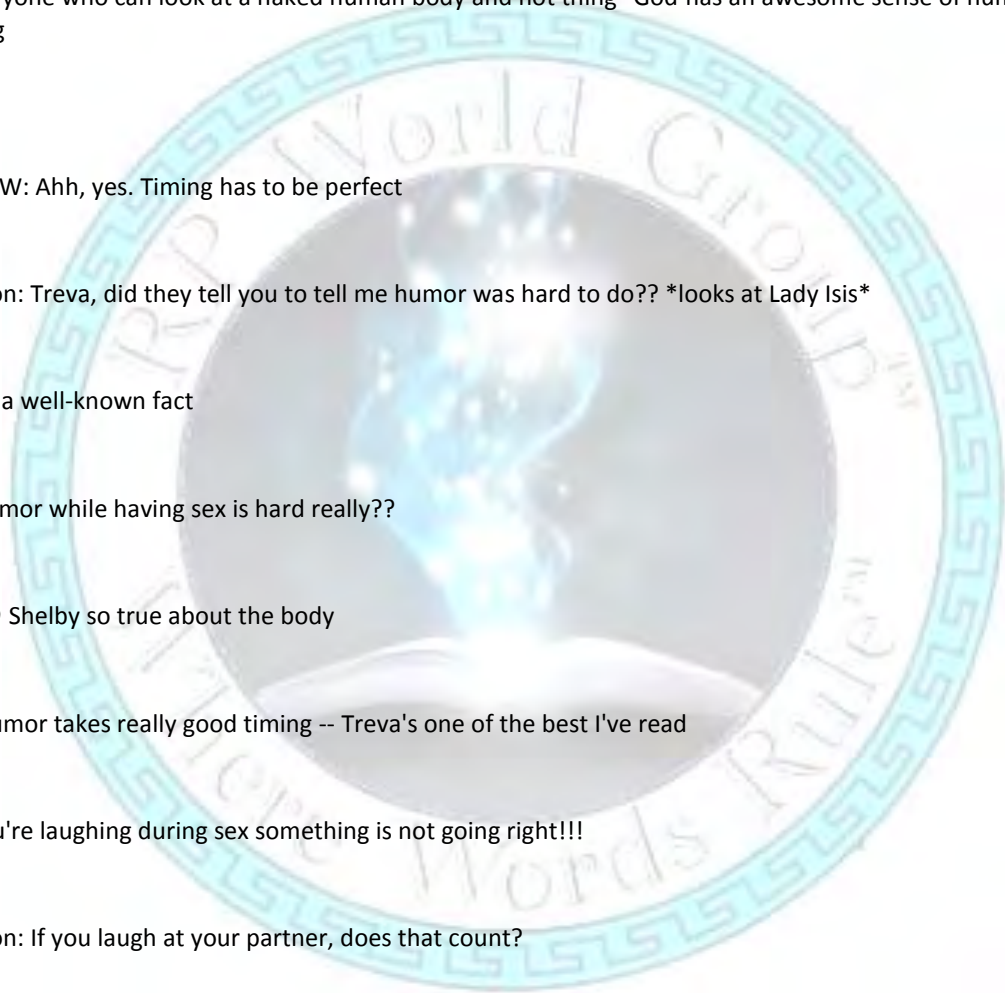 yone who can look at a naked human body and not thing "God has an awesome sense of hu
g
W: Ahh, yes. Timing has to be perfect
on: Treva, did they tell you to tell me humor was hard to do?? *looks at Lady Isis*
a well-known fact
mor while having sex is hard really??
Shelby so true about the body
umor takes really good timing -- Treva's one of the best I've read
u're laughing during sex something is not going right!!!
on: If you laugh at your partner, does that count?
RP World Group™
Where Words Rule™